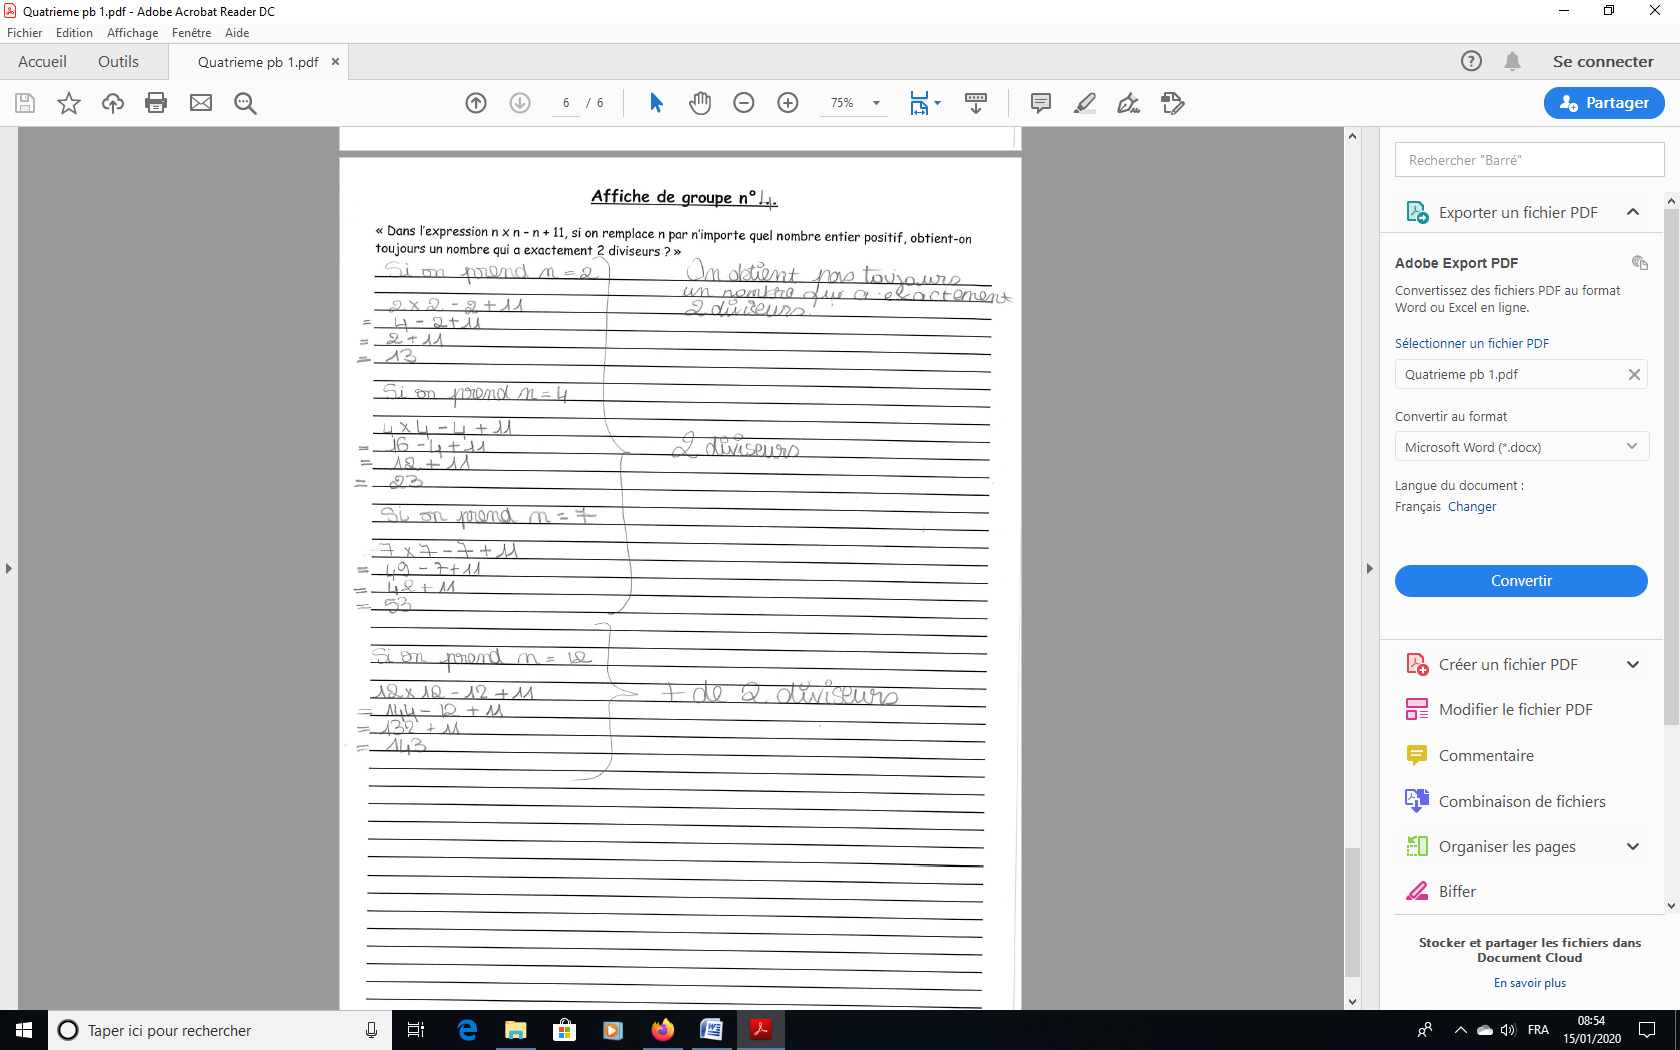 Quatrieme pb 1.pdf - Adobe Acrobat Reader DC
Fichier Edition Affichage Fenêtre Aide
Accueil Outils Quatrieme pb 1.pdf × Se connecter
6 / 6 75% Partager
Affiche de groupe n°14.
« Dans l'expression n x n – n + 11, si on remplace n par n'importe quel nombre entier positif, obtient-on
toujours un nombre qui a exactement 2 diviseurs ? »
Si on prend n = 2
2 × 2 - 2 + 11
= 4 - 2 + 11
= 2 + 11
= 13
Si on prend n = 4
4 × 4 - 4 + 11
= 16 - 4 + 11
= 12 + 11
= 23
Si on prend n = 7
7 × 7 - 7 + 11
= 49 - 7 + 11
= 42 + 11
= 53
Si on prend n = 12
12 × 12 - 12 + 11
= 144 - 12 + 11
= 132 + 11
= 143
On obtient pas toujours
un nombre qui a exactement
2 diviseurs.
2 diviseurs
+ de 2 diviseurs
Rechercher "Barré"
Exporter un fichier PDF
Adobe Export PDF
Convertissez des fichiers PDF au format
Word ou Excel en ligne.
Sélectionner un fichier PDF
Quatrieme pb 1.pdf
Convertir au format
Microsoft Word (*.docx)
Langue du document :
Français Changer
Convertir
Créer un fichier PDF
Modifier le fichier PDF
Commentaire
Combinaison de fichiers
Organiser les pages
Biffer
Stocker et partager les fichiers dans
Document Cloud
En savoir plus
Taper ici pour rechercher
FRA
08:54
15/01/2020